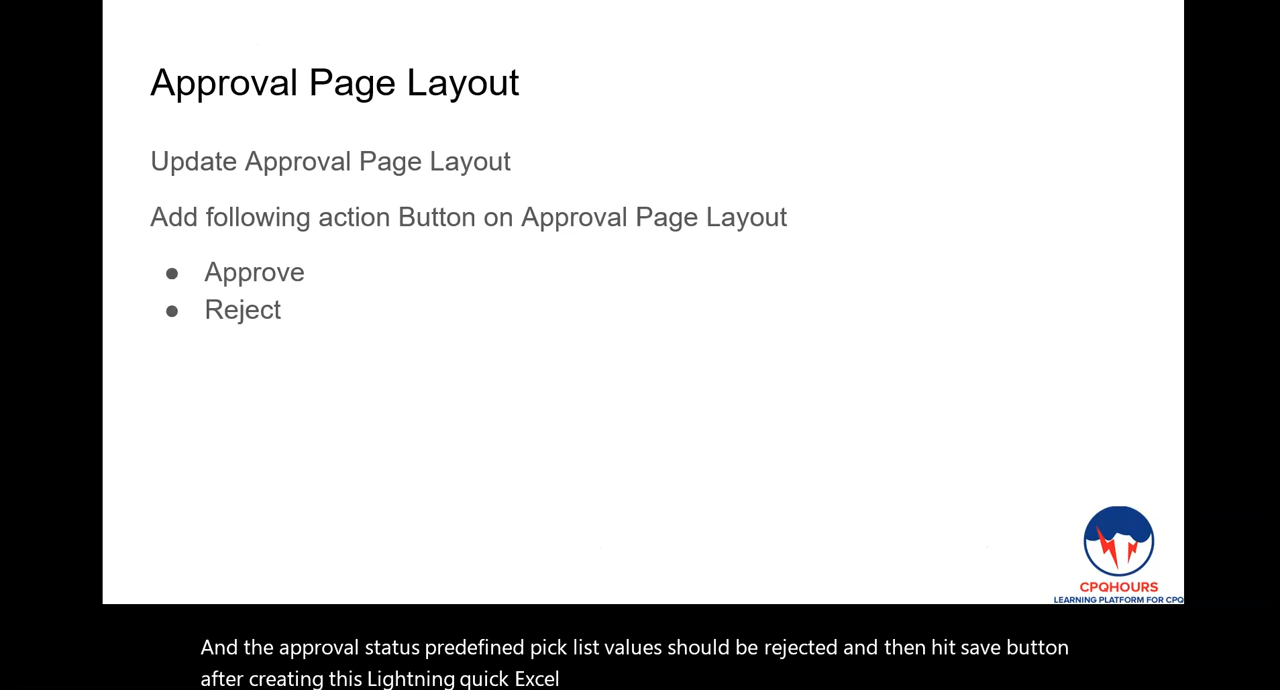 Approval Page Layout
Update Approval Page Layout
Add following action Button on Approval Page Layout
● Approve
● Reject
CPQHOURS
LEARNING PLATFORM FOR CPQ
And the approval status predefined pick list values should be rejected and then hit save button
after creating this Lightning quick Excel